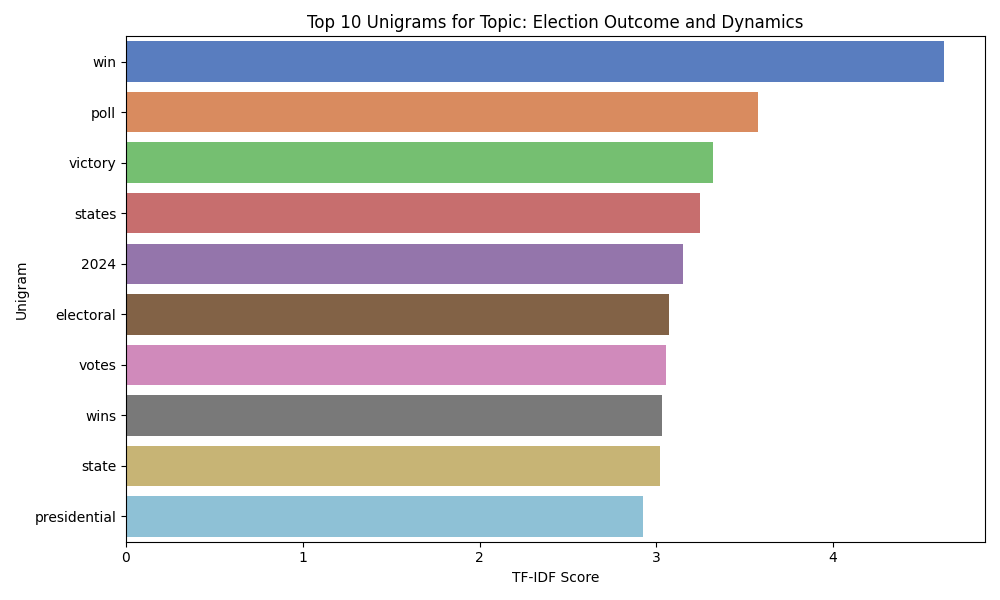 Top 10 Unigrams for Topic: Election Outcome and Dynamics
Unigram
win
poll
victory
states
2024
electoral
votes
wins
state
presidential
0 1 2 3 4
TF-IDF Score